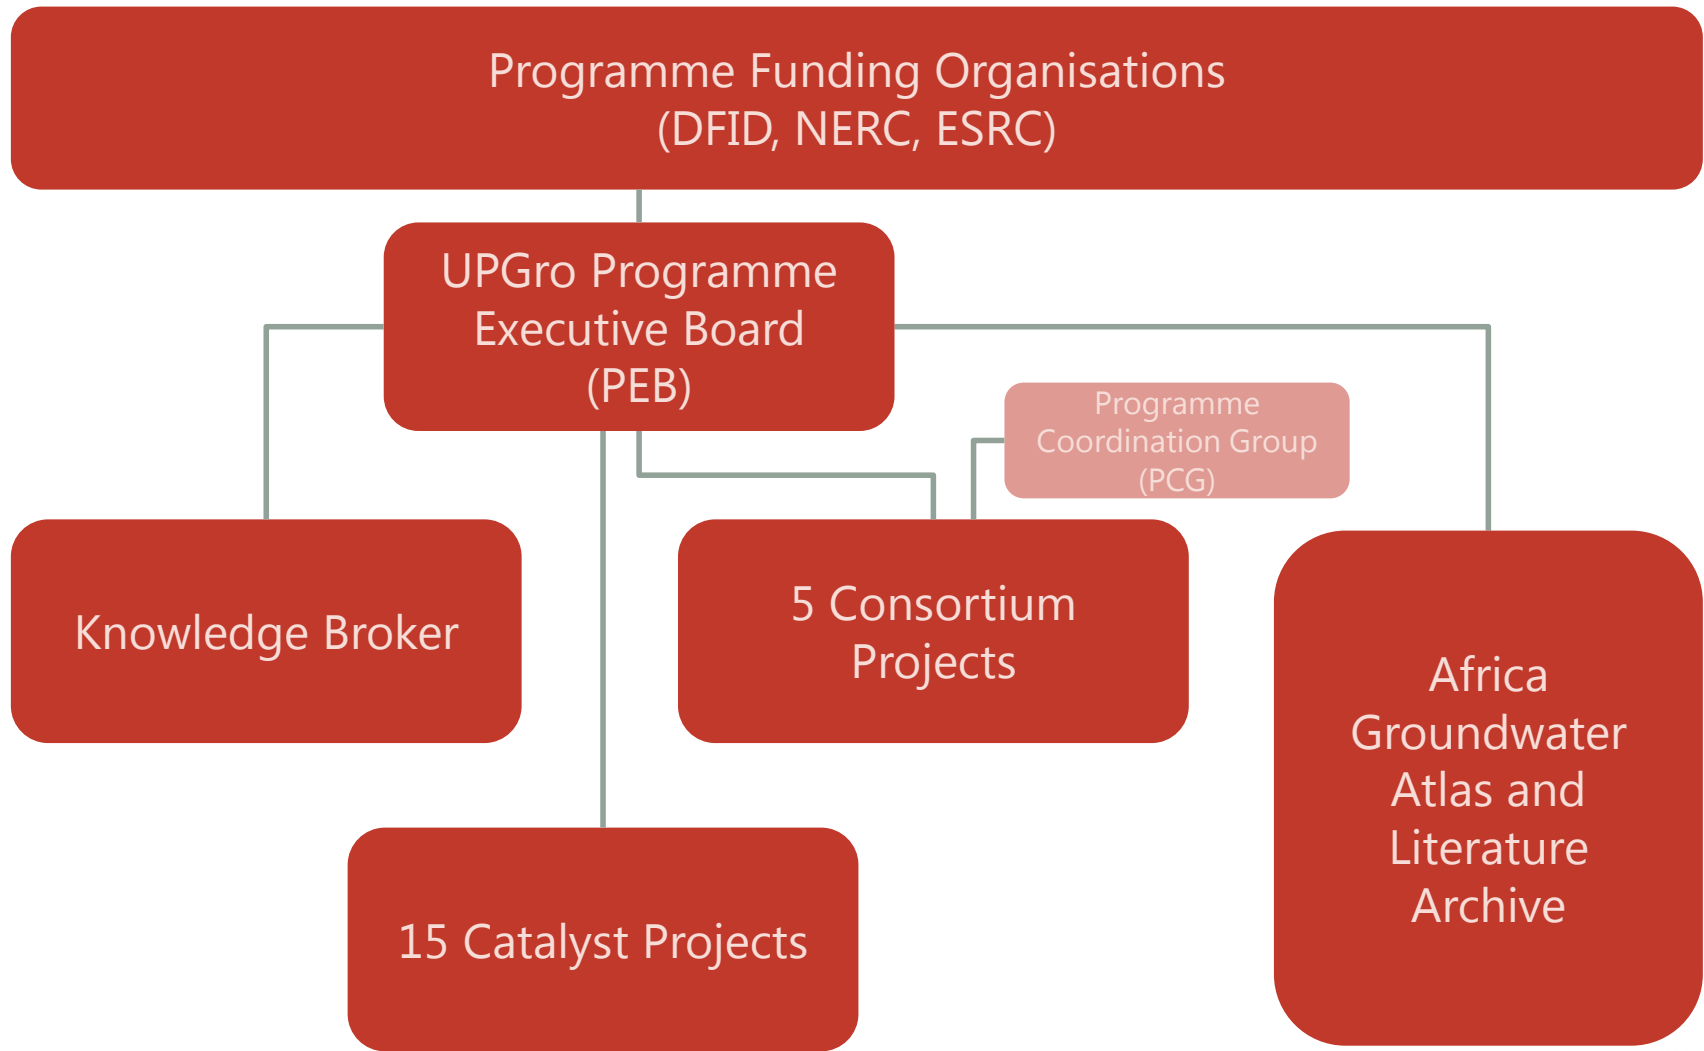 Programme Funding Organisations
(DFID, NERC, ESRC)
UPGro Programme
Executive Board
(PEB)
Programme
Coordination Group
(PCG)
Knowledge Broker
5 Consortium
Projects
Africa
Groundwater
Atlas and
Literature
Archive
15 Catalyst Projects